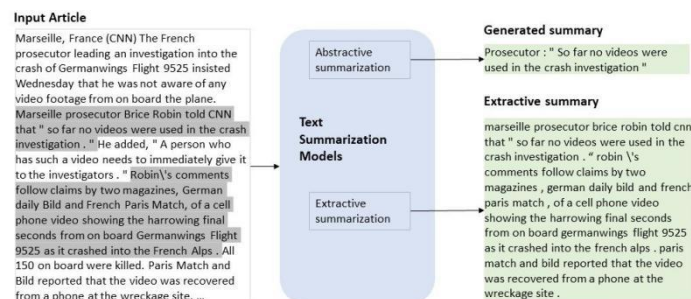 Input Article
Marseille, France (CNN) The French
prosecutor leading an investigation into the
crash of Germanwings Flight 9525 insisted
Wednesday that he was not aware of any
video footage from on board the plane.
Marseille prosecutor Brice Robin told CNN
that " so far no videos were used in the crash
investigation . " He added, " A person who
has such a video needs to immediately give it
to the investigators . " Robin\'s comments
follow claims by two magazines, German
daily Bild and French Paris Match, of a cell
phone video showing the harrowing final
seconds from on board Germanwings Flight
9525 as it crashed into the French Alps . All
150 on board were killed. Paris Match and
Bild reported that the video was recovered
from a phone at the wreckage site. ...
Abstractive
summarization
Text
Summarization
Models
Extractive
summarization
Generated summary
Prosecutor : " So far no videos were
used in the crash investigation "
Extractive summary
marseille prosecutor brice robin told cnn
that " so far no videos were used in the
crash investigation . " robin \'s
comments follow claims by two
magazines , german daily bild and french
paris match , of a cell phone video
showing the harrowing final seconds
from on board germanwings flight 9525
as it crashed into the french alps . paris
match and bild reported that the video
was recovered from a phone at the
wreckage site .